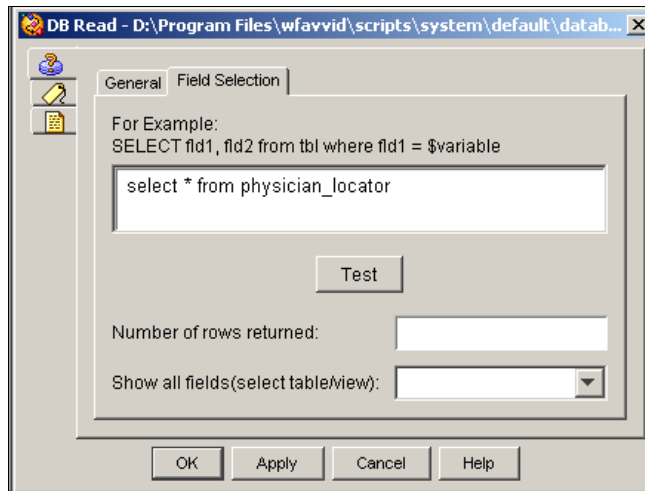 DB Read - D:\Program Files\wfavvid\scripts\system\default\datab...
General
Field Selection
For Example:
SELECT fld1, fld2 from tbl where fld1 = $variable
select * from physician_locator
Test
Number of rows returned:
Show all fields(select table/view):
OK
Apply
Cancel
Help